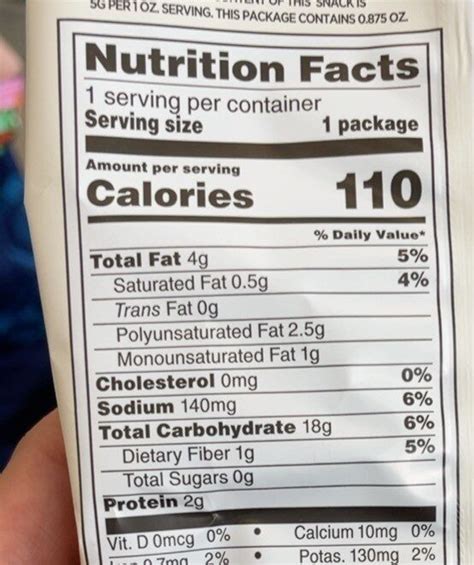 5G PER 1 OZ. SERVING. THIS PACKAGE CONTAINS 0.875 OZ.
Nutrition Facts
1 serving per container
Serving size 1 package
Amount per serving
Calories 110
% Daily Value*
Total Fat 4g 5%
Saturated Fat 0.5g 4%
Trans Fat 0g
Polyunsaturated Fat 2.5g
Monounsaturated Fat 1g
Cholesterol 0mg 0%
Sodium 140mg 6%
Total Carbohydrate 18g 6%
Dietary Fiber 1g 5%
Total Sugars 0g
Protein 2g
Vit. D 0mcg 0% • Calcium 10mg 0%
0.7mg 2% • Potas. 130mg 2%